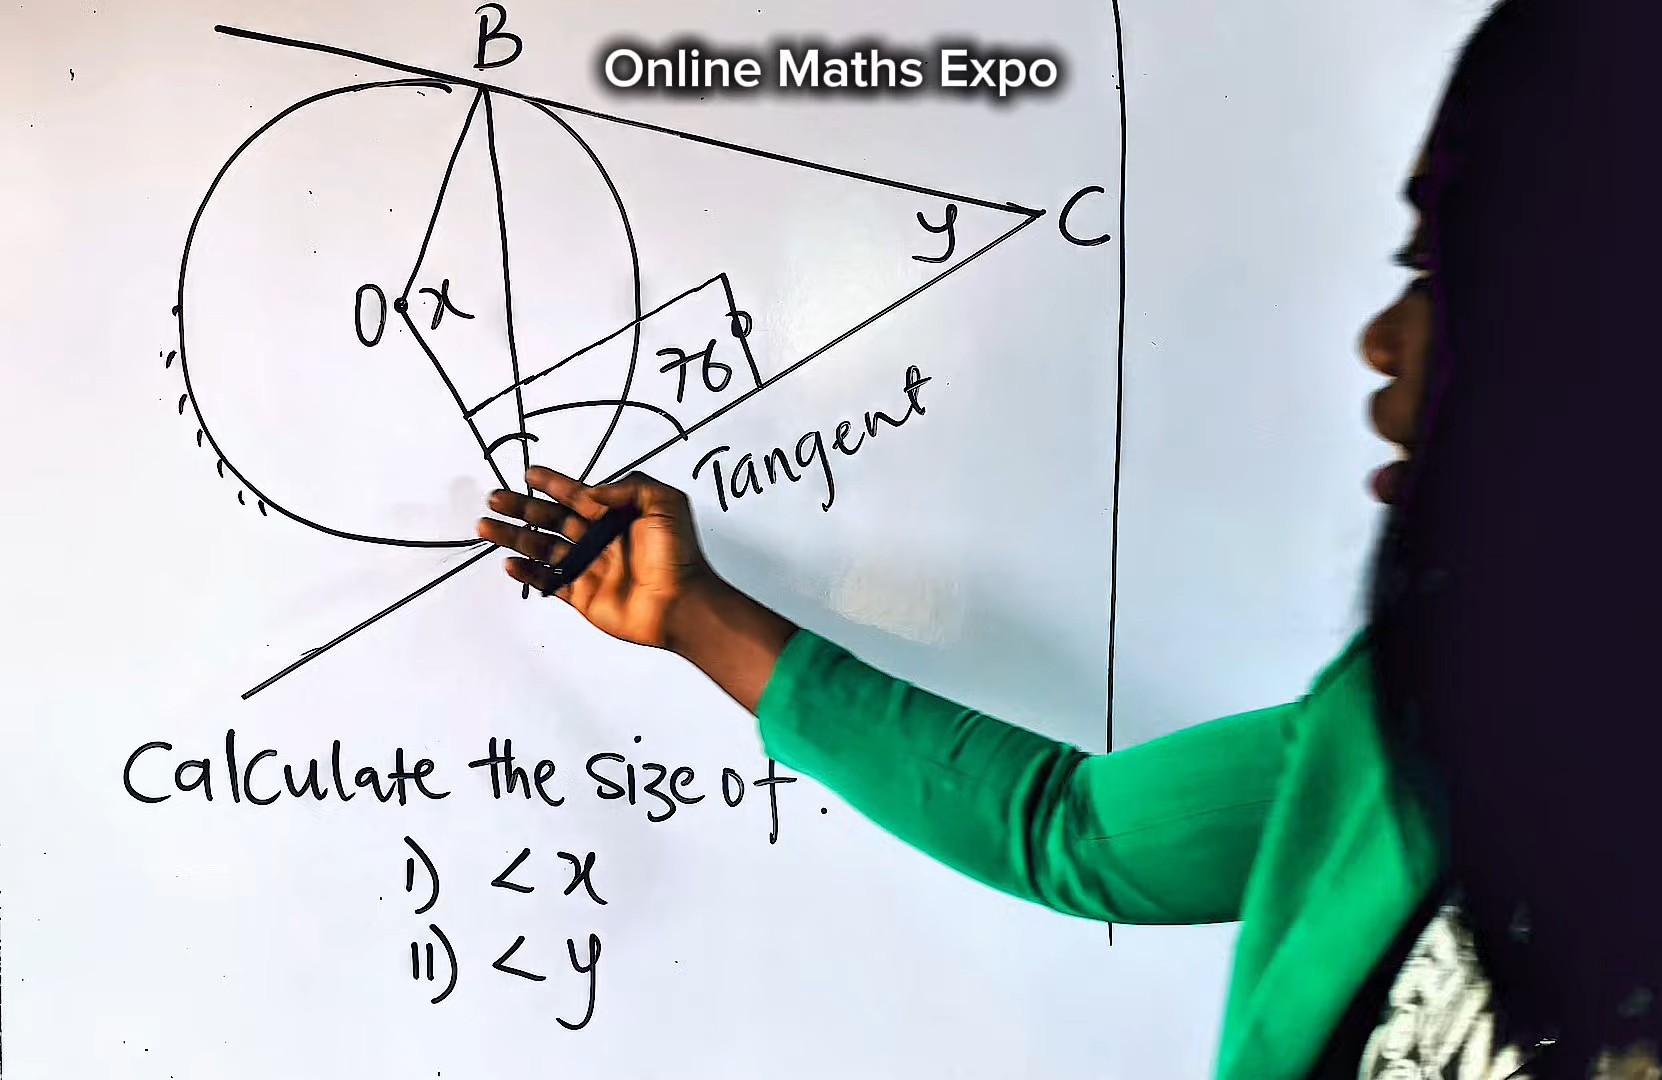 B
Online Maths Expo
C
y
O x
76°
Tangent
Calculate the size of.
i) < x
ii) < y